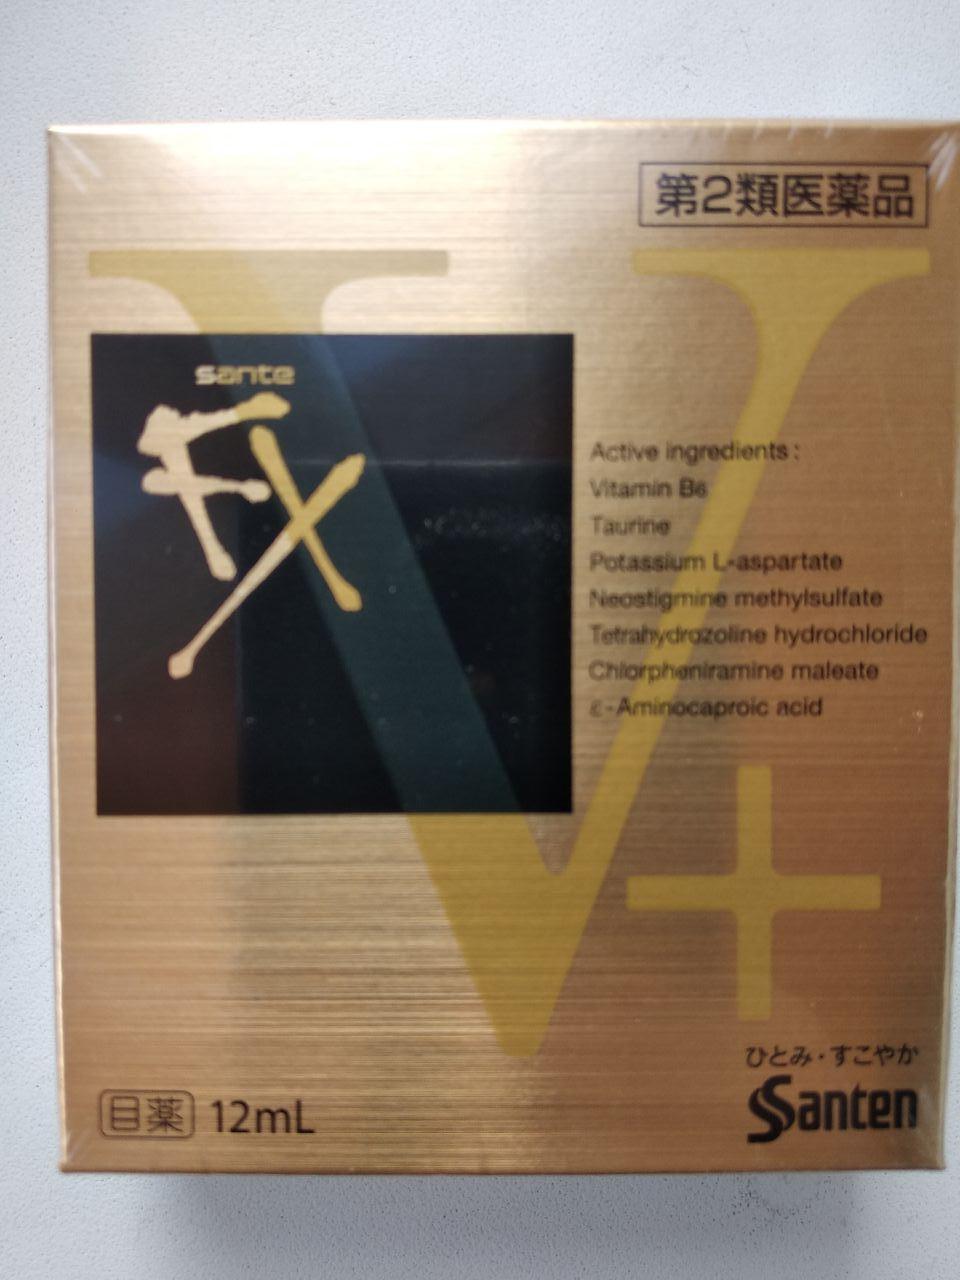 第2類医薬品
V
sante
FX
Active ingredients :
Vitamin B6
Taurine
Potassium L-aspartate
Neostigmine methylsulfate
Tetrahydrozoline hydrochloride
Chlorpheniramine maleate
ε-Aminocaproic acid
+
ひとみ・すこやか
Santen
目薬 12mL